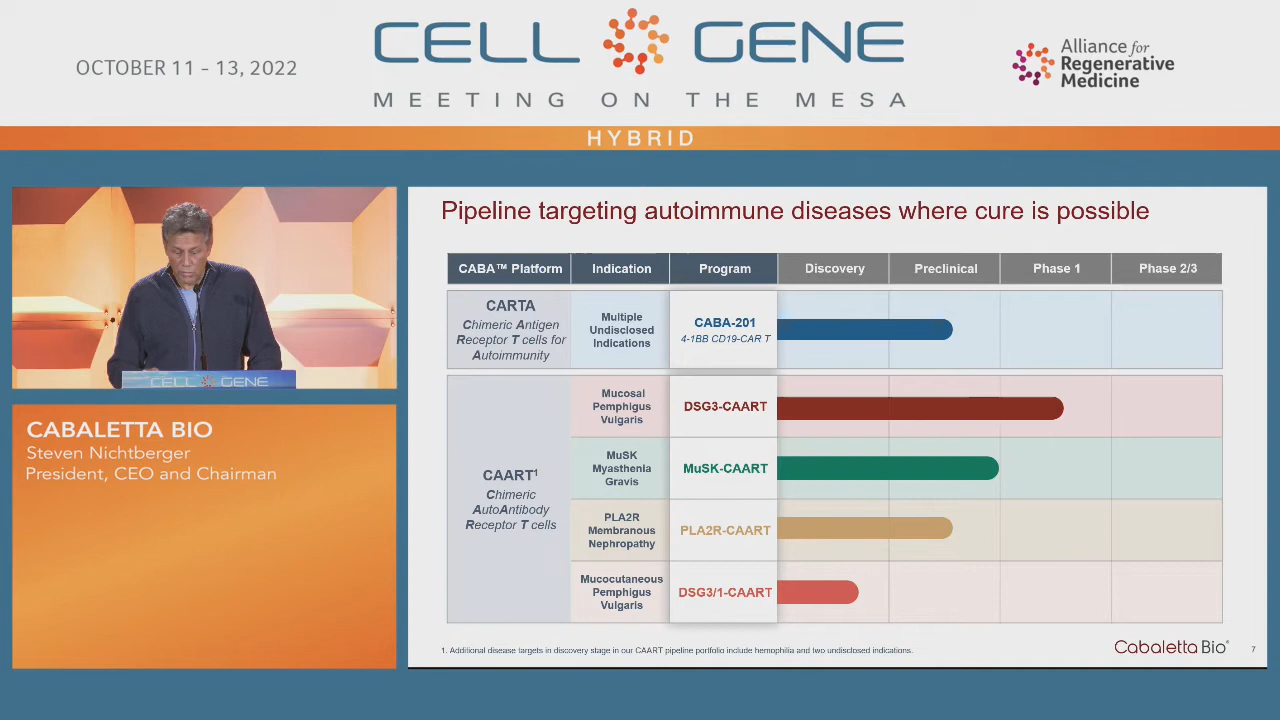 OCTOBER 11 - 13, 2022
CELL GENE
MEETING ON THE MESA
Alliance for
Regenerative
Medicine
HYBRID
CELL GENE
CABALETTA BIO
Steven Nichtberger
President, CEO and Chairman
Pipeline targeting autoimmune diseases where cure is possible
CABA™ Platform Indication Program Discovery Preclinical Phase 1 Phase 2/3
CARTA
Chimeric Antigen
Receptor T cells for
Autoimmunity
Multiple
Undisclosed
Indications
CABA-201
4-1BB CD19-CAR T
CAART¹
Chimeric
AutoAntibody
Receptor T cells
Mucosal
Pemphigus
Vulgaris
DSG3-CAART
MuSK
Myasthenia
Gravis
MuSK-CAART
PLA2R
Membranous
Nephropathy
PLA2R-CAART
Mucocutaneous
Pemphigus
Vulgaris
DSG3/1-CAART
1. Additional disease targets in discovery stage in our CAART pipeline portfolio include hemophilia and two undisclosed indications.
Cabaletta Bio®
7